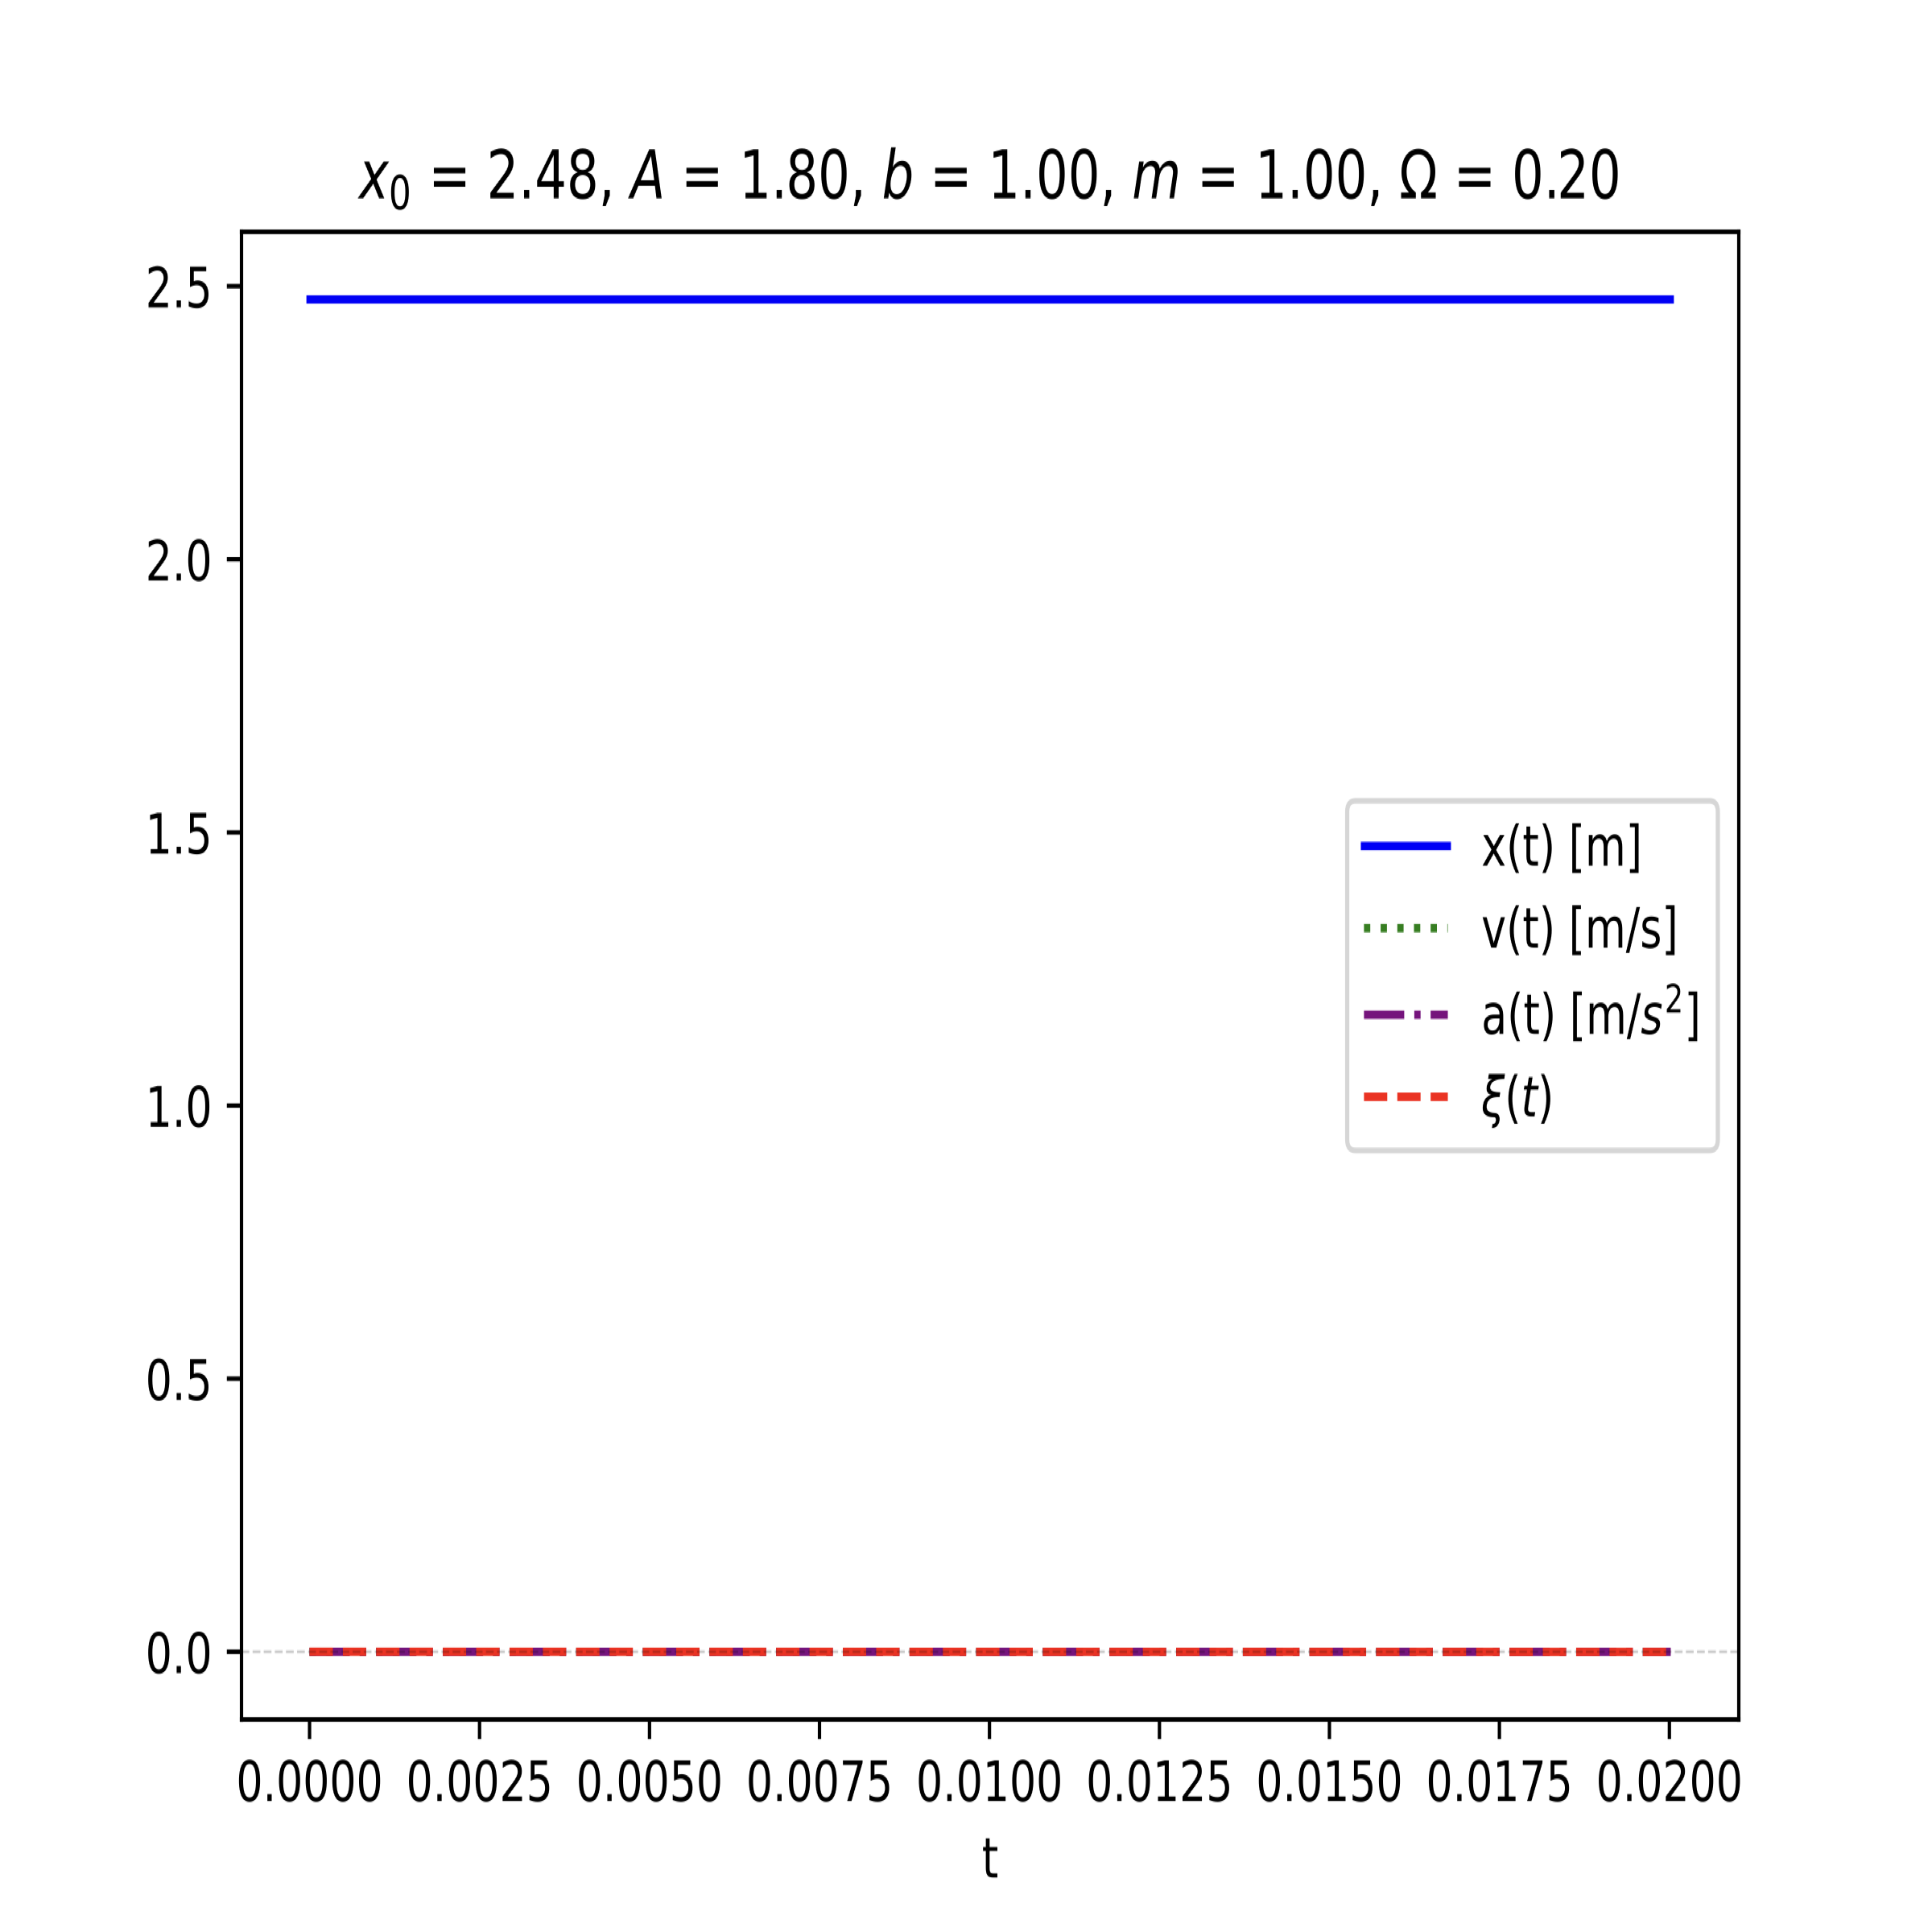 x₀ = 2.48, A = 1.80, b = 1.00, m = 1.00, Ω = 0.20
2.5
2.0
1.5
1.0
0.5
0.0
x(t) [m]
v(t) [m/s]
a(t) [m/s²]
ξ(t)
0.0000 0.0025 0.0050 0.0075 0.0100 0.0125 0.0150 0.0175 0.0200
t